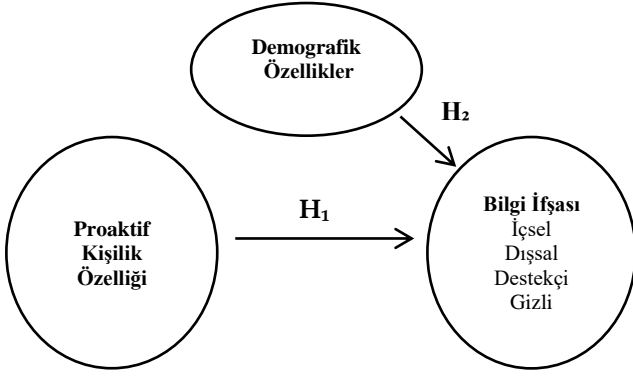 Demografik
Özellikler
H₂
H₁
Proaktif
Kişilik
Özelliği
Bilgi İfşası
İçsel
Dışsal
Destekçi
Gizli